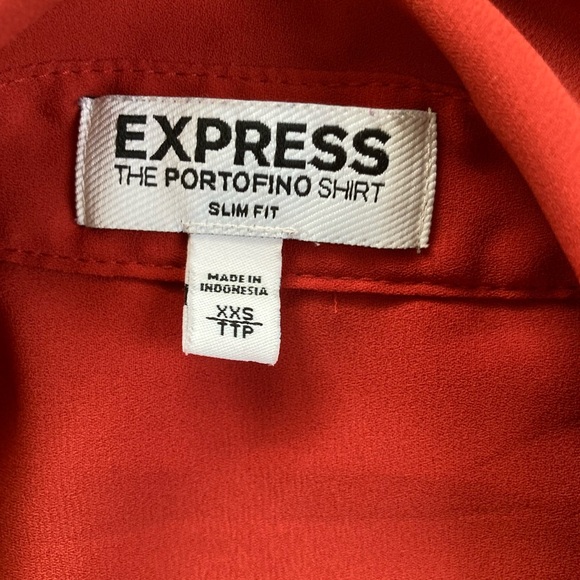 EXPRESS
THE PORTOFINO SHIRT
SLIM FIT
MADE IN
INDONESIA
XXS
TTP